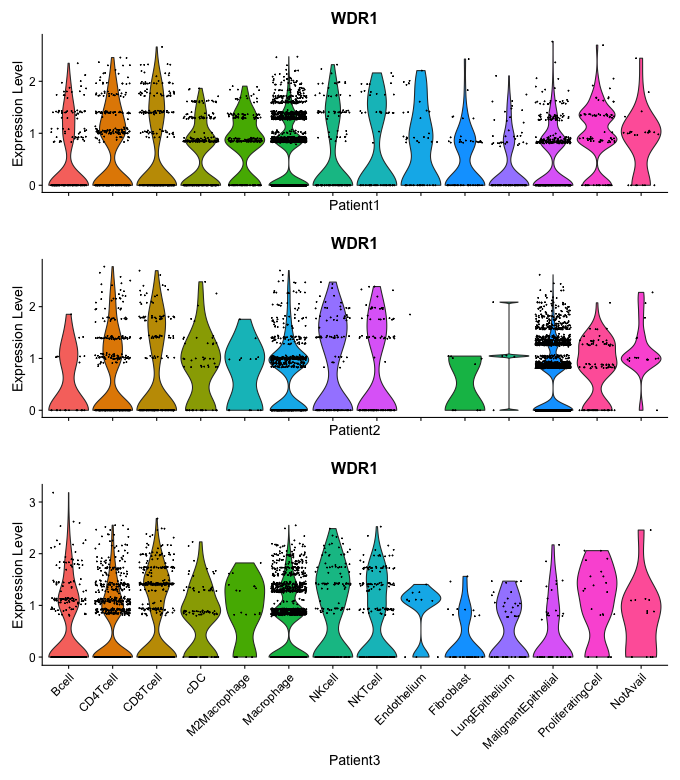 WDR1
Expression Level
2
1
0
Patient1
WDR1
Expression Level
2
1
0
Patient2
WDR1
Expression Level
3
2
1
0
Bcell
CD4Tcell
CD8Tcell
cDC
M2Macrophage
Macrophage
NKcell
NKTcell
Endothelium
Fibroblast
LungEpithelium
MalignantEpithelial
ProliferatingCell
NotAvail
Patient3